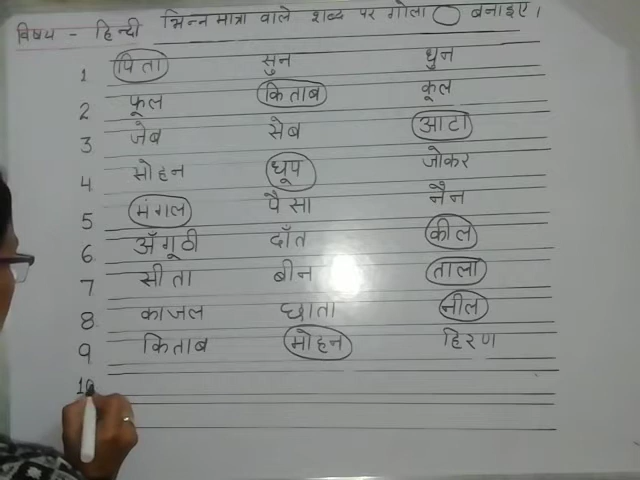 विषय - हिन्दी भिन्न मात्रा वाले शब्द पर गोला बनाइए।
1 पिता सुन धुन
2 फूल किताब कूल
3 जेब सेब आटा
4 सोहन धूप जोकर
5 मंगल पैसा नैन
6 अँगूठी दाँत कील
7 सीता बीन ताला
8 काजल छाता नील
9 किताब मोहन हिरण
10